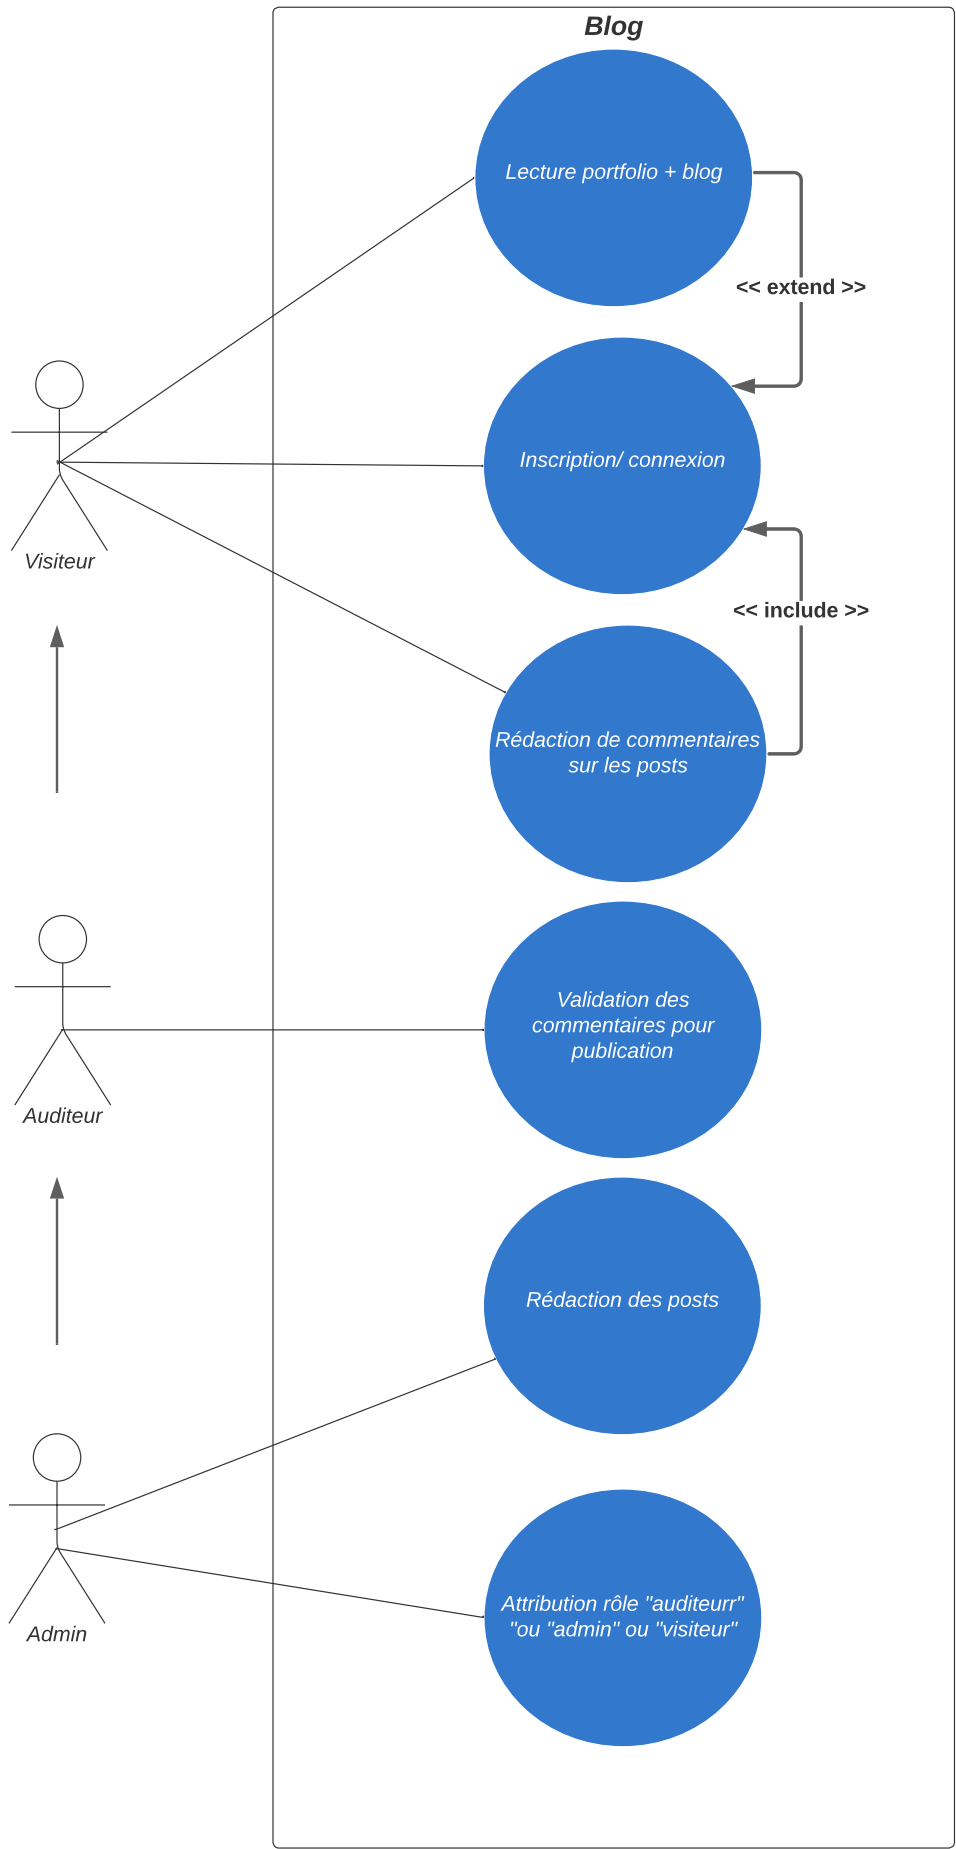 Blog
Lecture portfolio + blog
<< extend >>
Inscription/ connexion
Visiteur
<< include >>
Rédaction de commentaires
sur les posts
Validation des
commentaires pour
publication
Auditeur
Rédaction des posts
Attribution rôle "auditeurr"
"ou "admin" ou "visiteur"
Admin